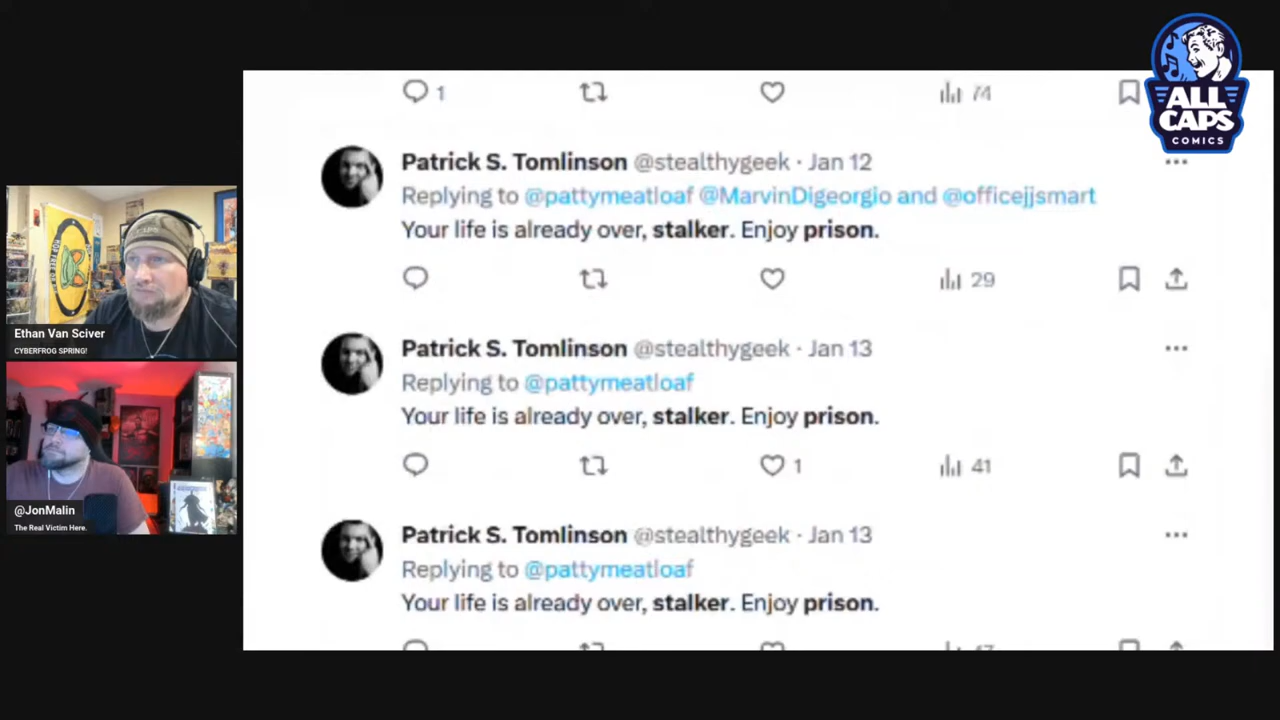 1
74
ALL
CAPS
COMICS
Patrick S. Tomlinson @stealthygeek · Jan 12
Replying to @pattymeatloaf @MarvinDigeorgio and @officejjsmart
Your life is already over, stalker. Enjoy prison.
29
Patrick S. Tomlinson @stealthygeek · Jan 13
Replying to @pattymeatloaf
Your life is already over, stalker. Enjoy prison.
1
41
Patrick S. Tomlinson @stealthygeek · Jan 13
Replying to @pattymeatloaf
Your life is already over, stalker. Enjoy prison.
Ethan Van Sciver
CYBERFROG SPRING!
@JonMalin
The Real Victim Here.